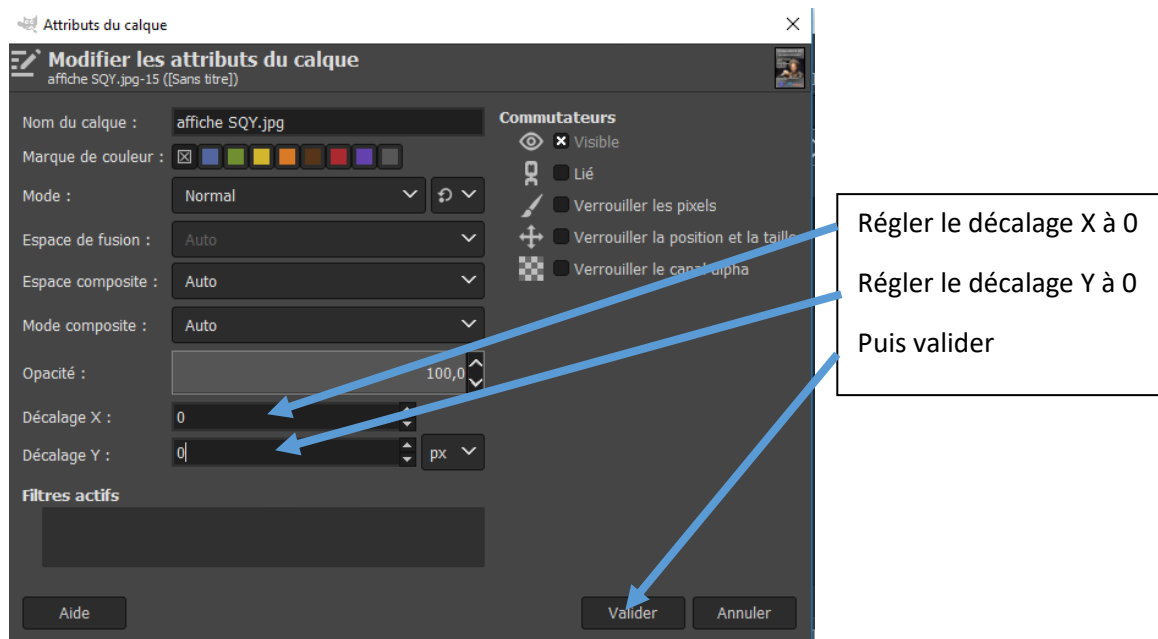 Attributs du calque
Modifier les attributs du calque
affiche SQY.jpg-15 ([Sans titre])
Nom du calque :
affiche SQY.jpg
Marque de couleur :
Mode :
Normal
Espace de fusion :
Auto
Espace composite :
Auto
Mode composite :
Auto
Opacité :
100,0
Décalage X :
0
Décalage Y :
0
px
Filtres actifs
Commutateurs
Visible
Lié
Verrouiller les pixels
Verrouiller la position et la taille
Verrouiller le canal alpha
Régler le décalage X à 0
Régler le décalage Y à 0
Puis valider
Aide
Valider
Annuler